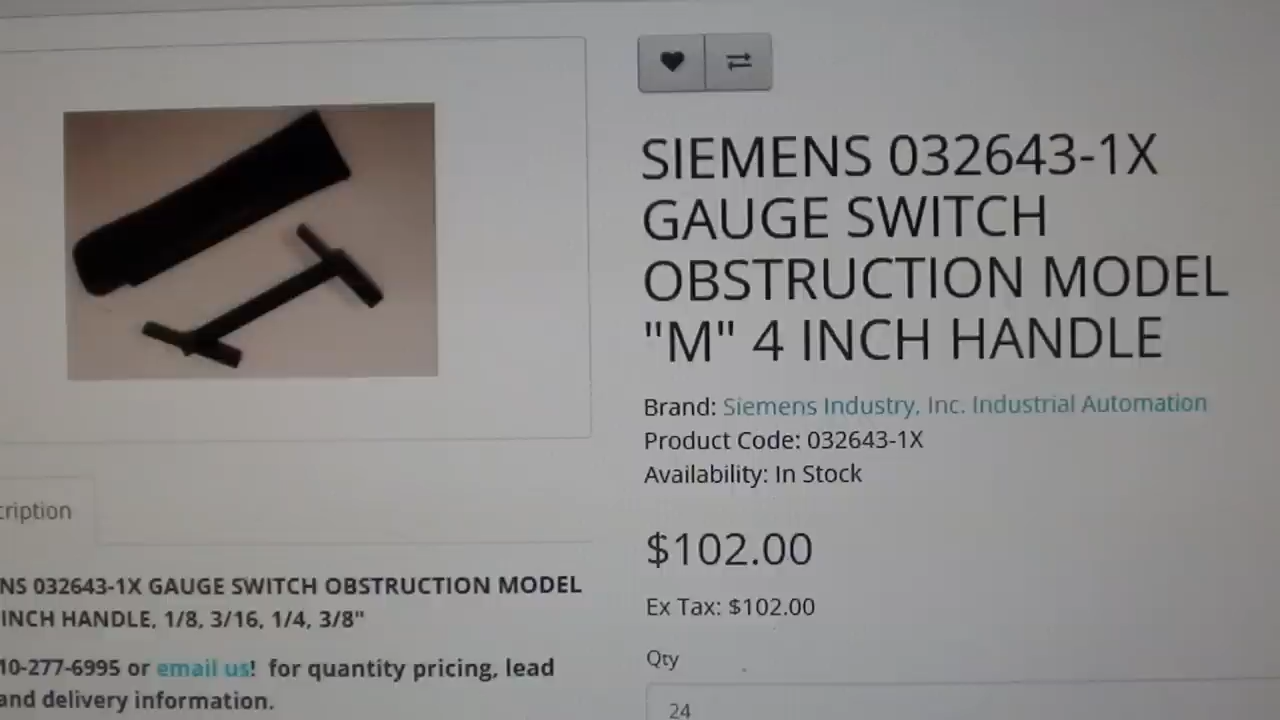 SIEMENS 032643-1X
GAUGE SWITCH
OBSTRUCTION MODEL
"M" 4 INCH HANDLE
Brand: Siemens Industry, Inc. Industrial Automation
Product Code: 032643-1X
Availability: In Stock
$102.00
Ex Tax: $102.00
Qty
24
cription
NS 032643-1X GAUGE SWITCH OBSTRUCTION MODEL
INCH HANDLE, 1/8, 3/16, 1/4, 3/8"
10-277-6995 or email us! for quantity pricing, lead
and delivery information.